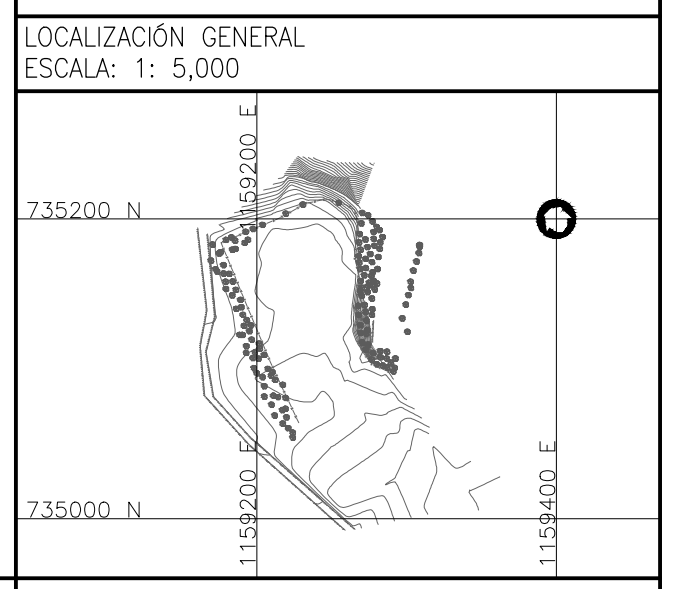 LOCALIZACIÓN GENERAL
ESCALA: 1: 5,000
1159200 E
735200 N
1159200 E
1159400 E
735000 N